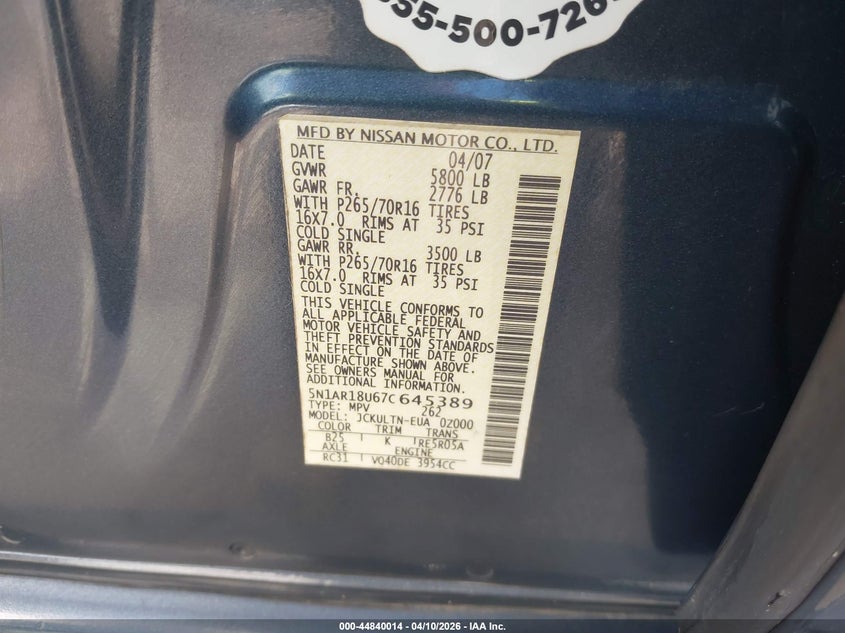 55-500-726
MFD BY NISSAN MOTOR CO., LTD.
DATE 04/07
GVWR 5800 LB
GAWR FR. 2776 LB
WITH P265/70R16 TIRES
16X7.0 RIMS AT 35 PSI
COLD SINGLE
GAWR RR. 3500 LB
WITH P265/70R16 TIRES
16X7.0 RIMS AT 35 PSI
COLD SINGLE
THIS VEHICLE CONFORMS TO
ALL APPLICABLE FEDERAL
MOTOR VEHICLE SAFETY AND
THEFT PREVENTION STANDARDS
IN EFFECT ON THE DATE OF
MANUFACTURE SHOWN ABOVE.
SEE OWNERS MANUAL FOR
ADDITIONAL INFORMATION
5N1AR18U67C645389
TYPE: MPV 262
MODEL: JCKULTN-EUA 0Z000
COLOR TRIM TRANS
B25 K RE5R05A
AXLE ENGINE
RC31 VQ40DE 3954CC
000-44840014 - 04/10/2026 - IAA Inc.